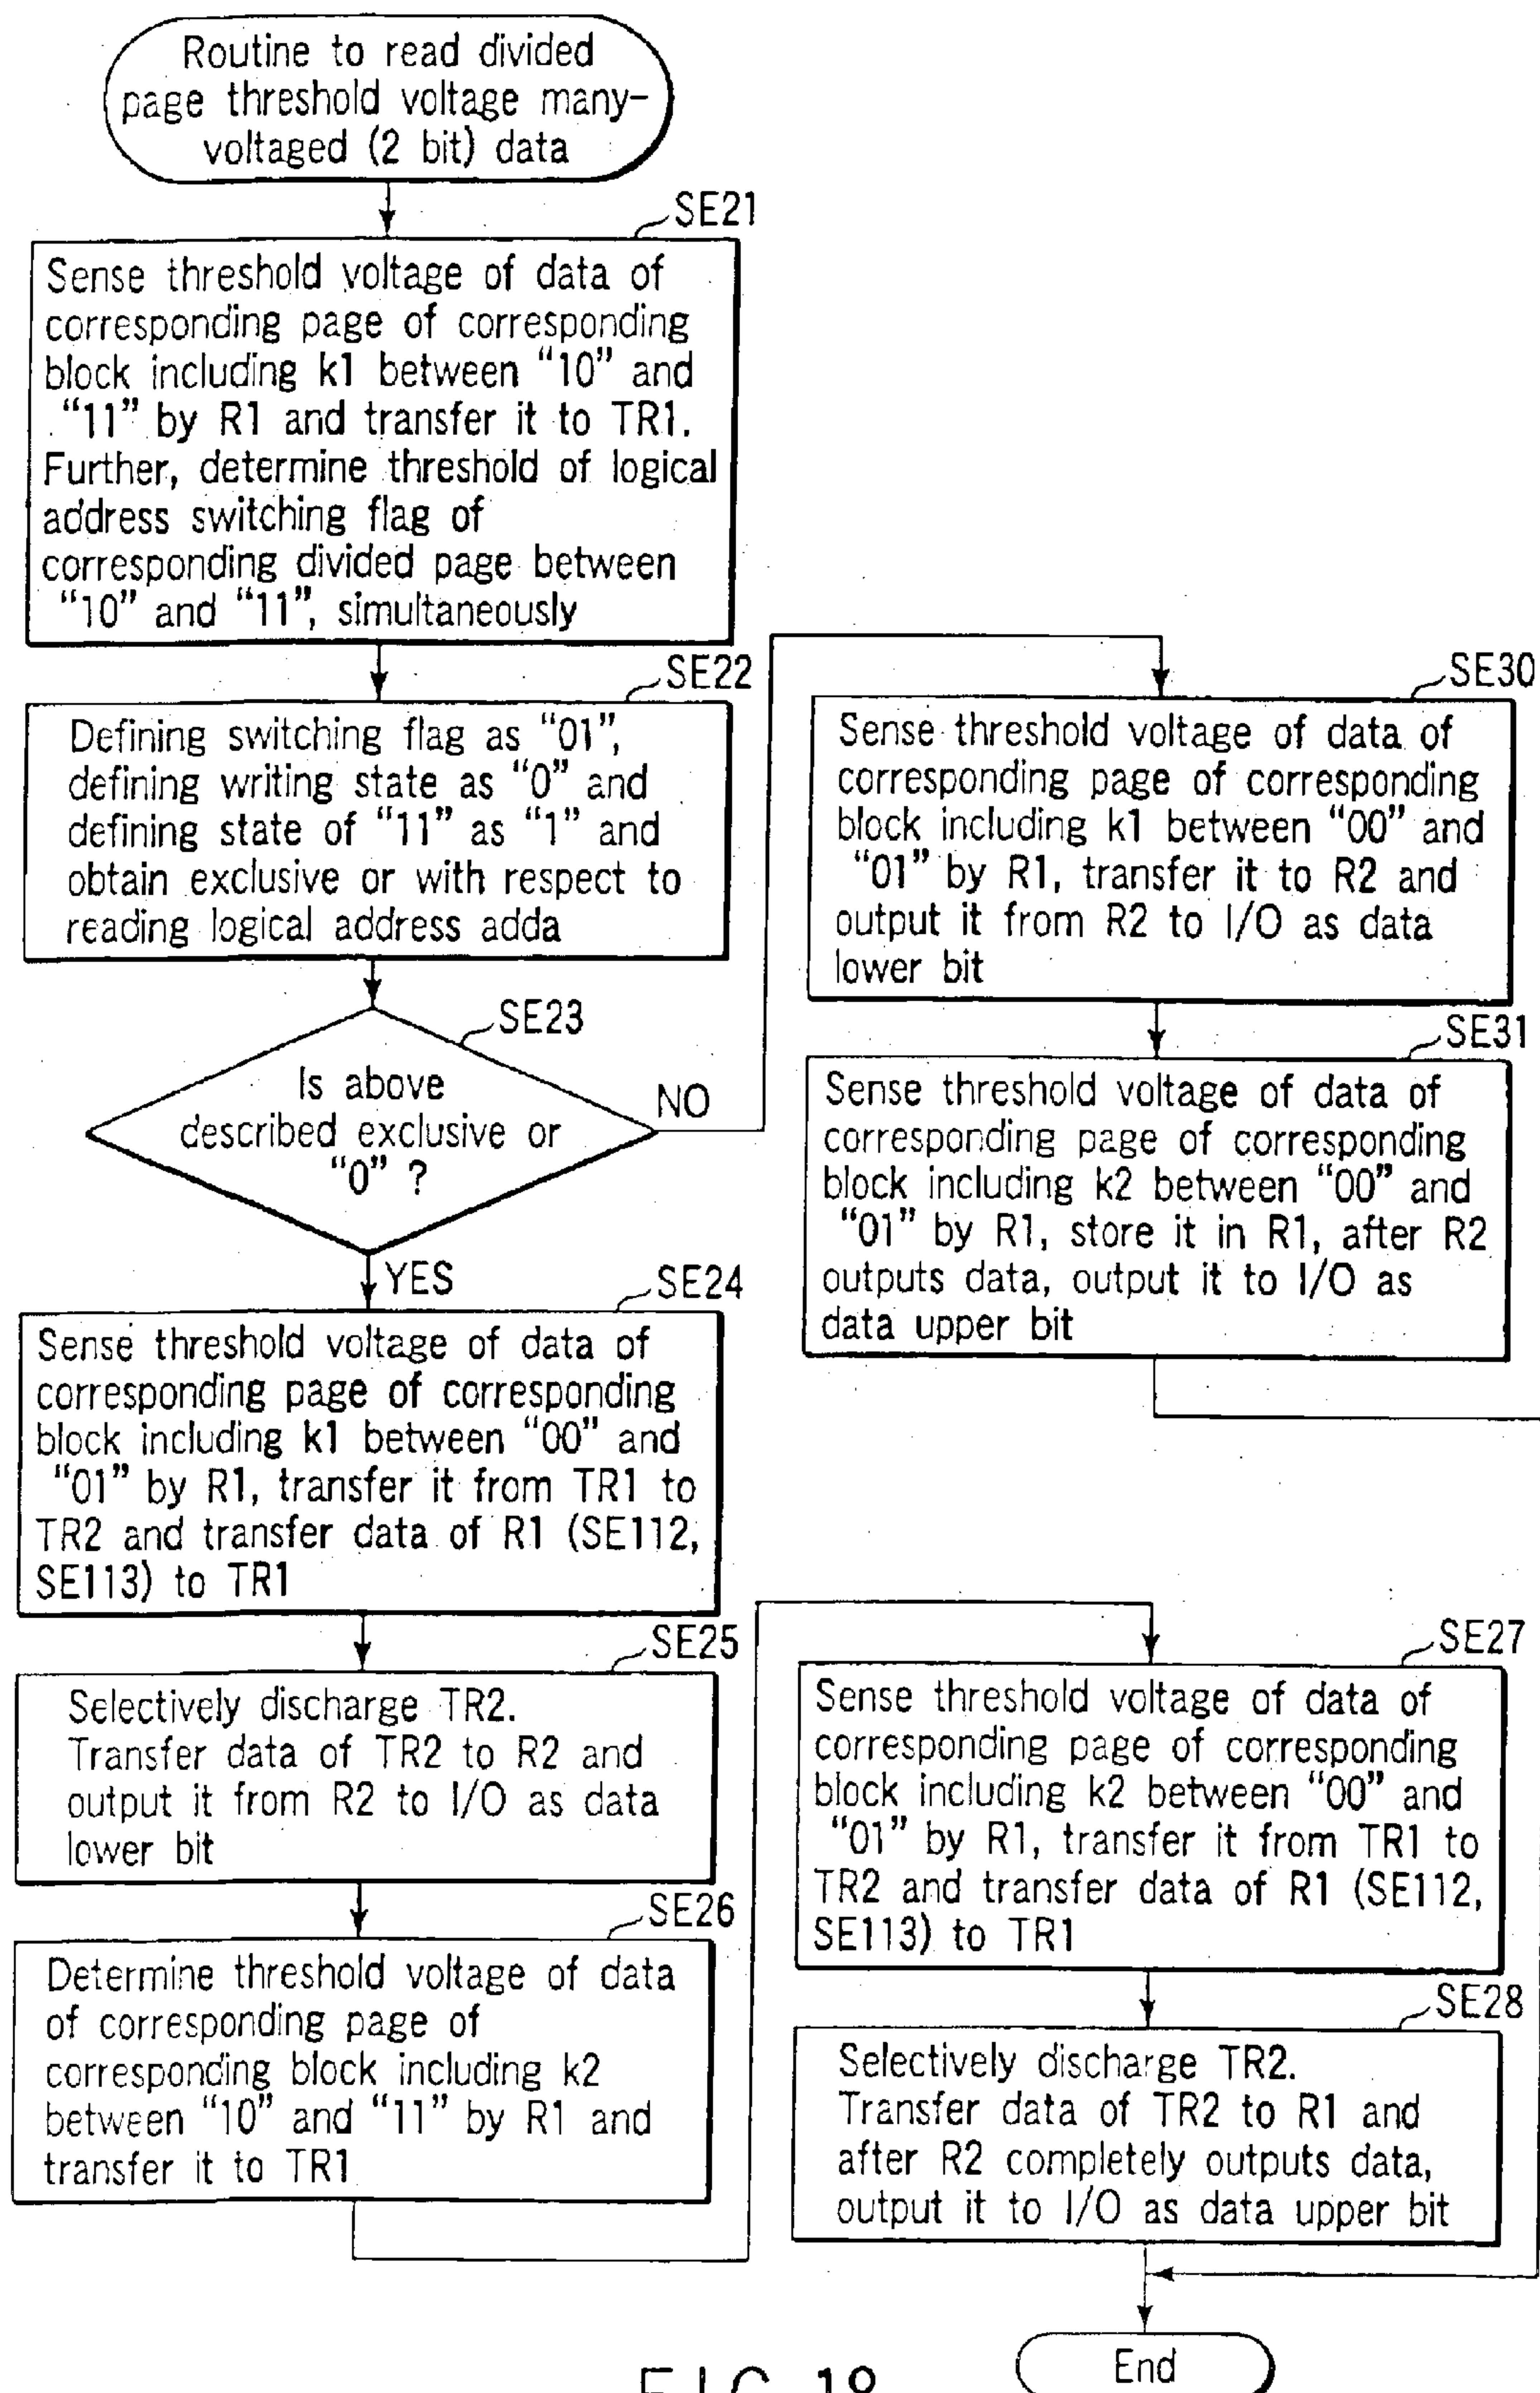 Routine to read divided
page threshold voltage many-
voltaged (2 bit) data
SE21
Sense threshold voltage of data of
corresponding page of corresponding
block including k1 between "10" and
"11" by R1 and transfer it to TR1.
Further, determine threshold of logical
address switching flag of
corresponding divided page between
"10" and "11", simultaneously
SE22
Defining switching flag as "01",
defining writing state as "0" and
defining state of "11" as "1" and
obtain exclusive or with respect to
reading logical address adda
SE23
Is above
described exclusive or
"0" ?
NO
YES
SE24
Sense threshold voltage of data of
corresponding page of corresponding
block including k1 between "00" and
"01" by R1, transfer it from TR1 to
TR2 and transfer data of R1 (SE112,
SE113) to TR1
SE25
Selectively discharge TR2.
Transfer data of TR2 to R2 and
output it from R2 to I/O as data
lower bit
SE26
Determine threshold voltage of data
of corresponding page of
corresponding block including k2
between "10" and "11" by R1 and
transfer it to TR1
SE30
Sense threshold voltage of data of
corresponding page of corresponding
block including k1 between "00" and
"01" by R1, transfer it to R2 and
output it from R2 to I/O as data
lower bit
SE31
Sense threshold voltage of data of
corresponding page of corresponding
block including k2 between "00" and
"01" by R1, store it in R1, after R2
outputs data, output it to I/O as
data upper bit
SE27
Sense threshold voltage of data of
corresponding page of corresponding
block including k2 between "00" and
"01" by R1, transfer it from TR1 to
TR2 and transfer data of R1 (SE112,
SE113) to TR1
SE28
Selectively discharge TR2.
Transfer data of TR2 to R1 and
after R2 completely outputs data,
output it to I/O as data upper bit
End